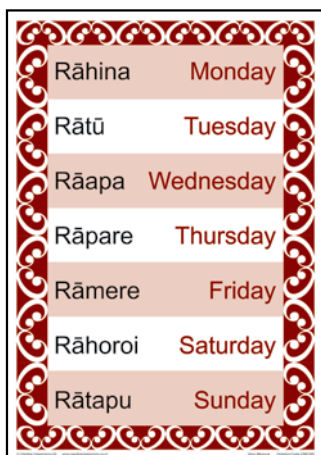 Rāhina Monday
Rātū Tuesday
Rāapa Wednesday
Rāpare Thursday
Rāmere Friday
Rāhoroi Saturday
Rātapu Sunday